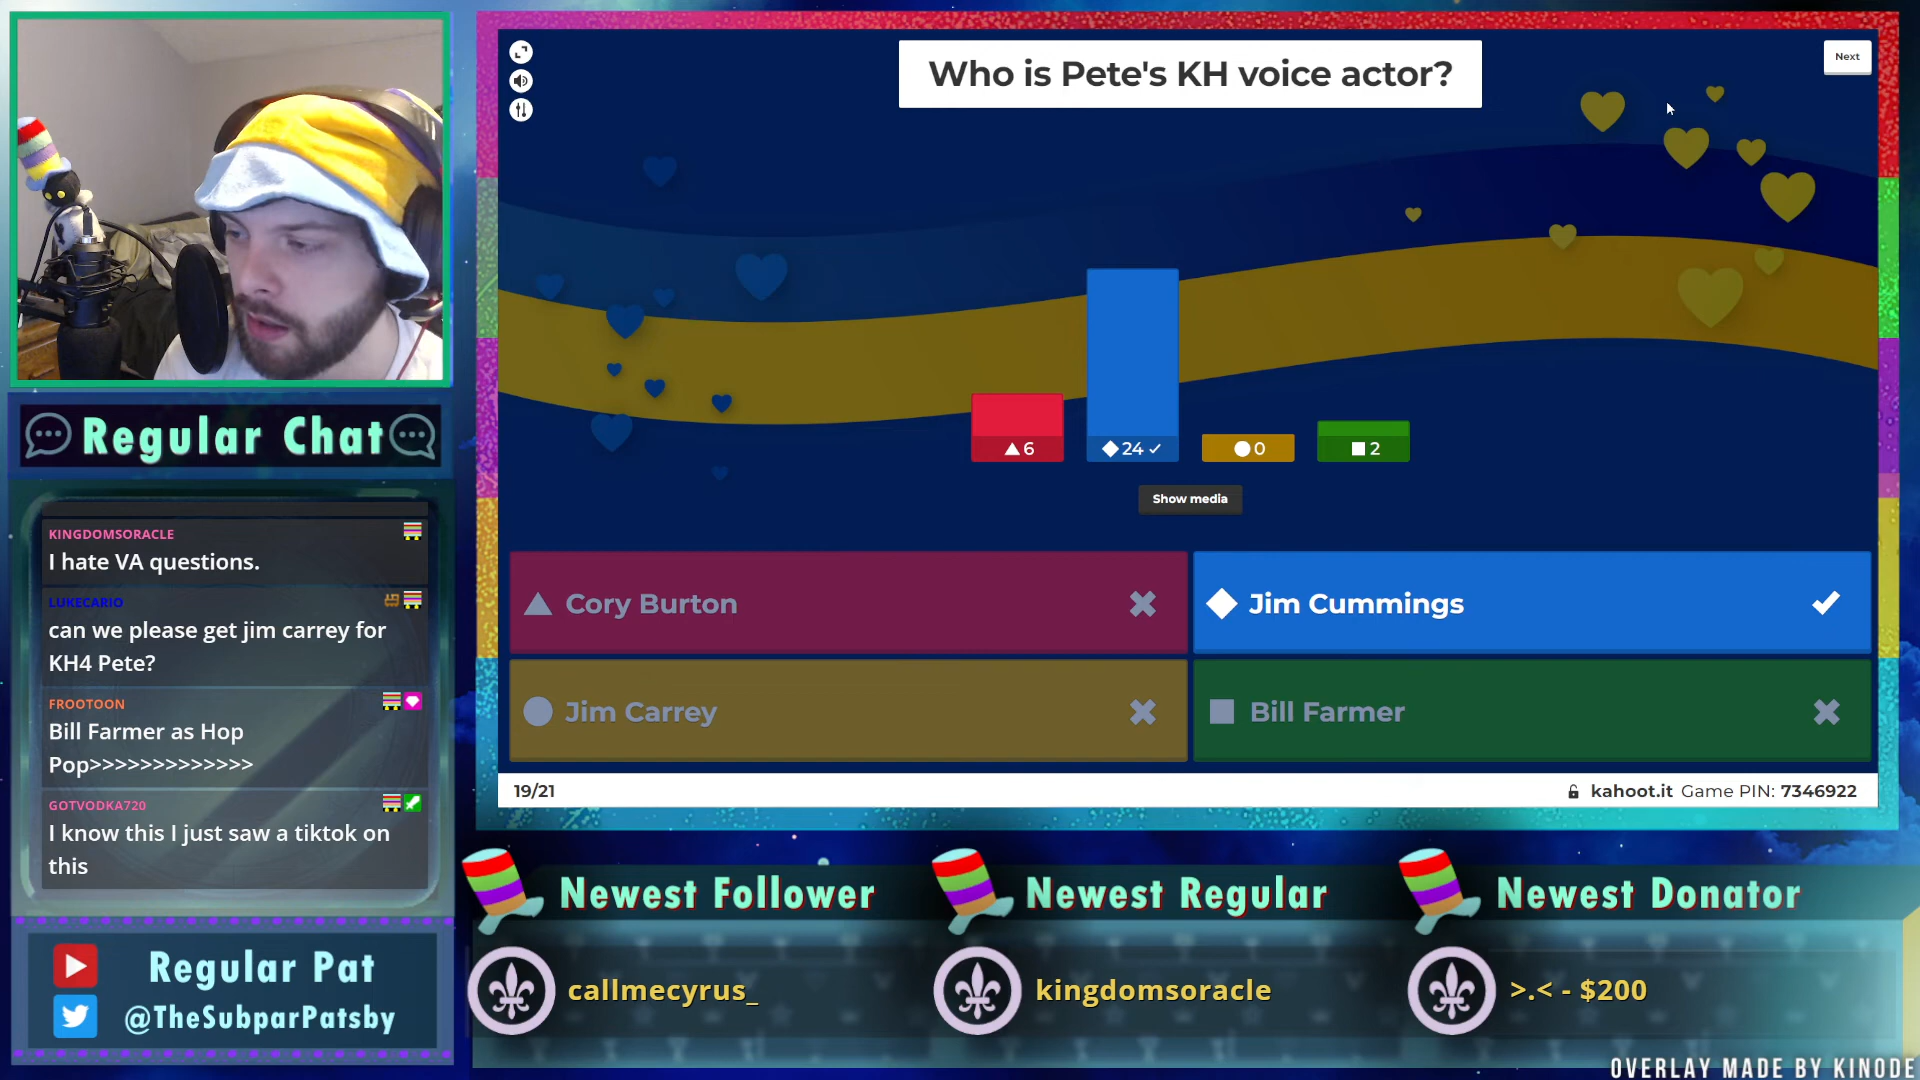 Who is Pete's KH voice actor?
Next
6
24
0
2
Show media
Cory Burton
Jim Cummings
Jim Carrey
Bill Farmer
19/21
kahoot.it Game PIN: 7346922
Regular Chat
KINGDOMSORACLE
I hate VA questions.
LUKECARIO
can we please get jim carrey for
KH4 Pete?
FROOTOON
Bill Farmer as Hop
Pop>>>>>>>>>>>>>
GOTVODKA720
I know this I just saw a tiktok on
this
Regular Pat
@TheSubparPatsby
Newest Follower
callmecyrus_
Newest Regular
kingdomsoracle
Newest Donator
>.< - $200
OVERLAY MADE BY KINODE